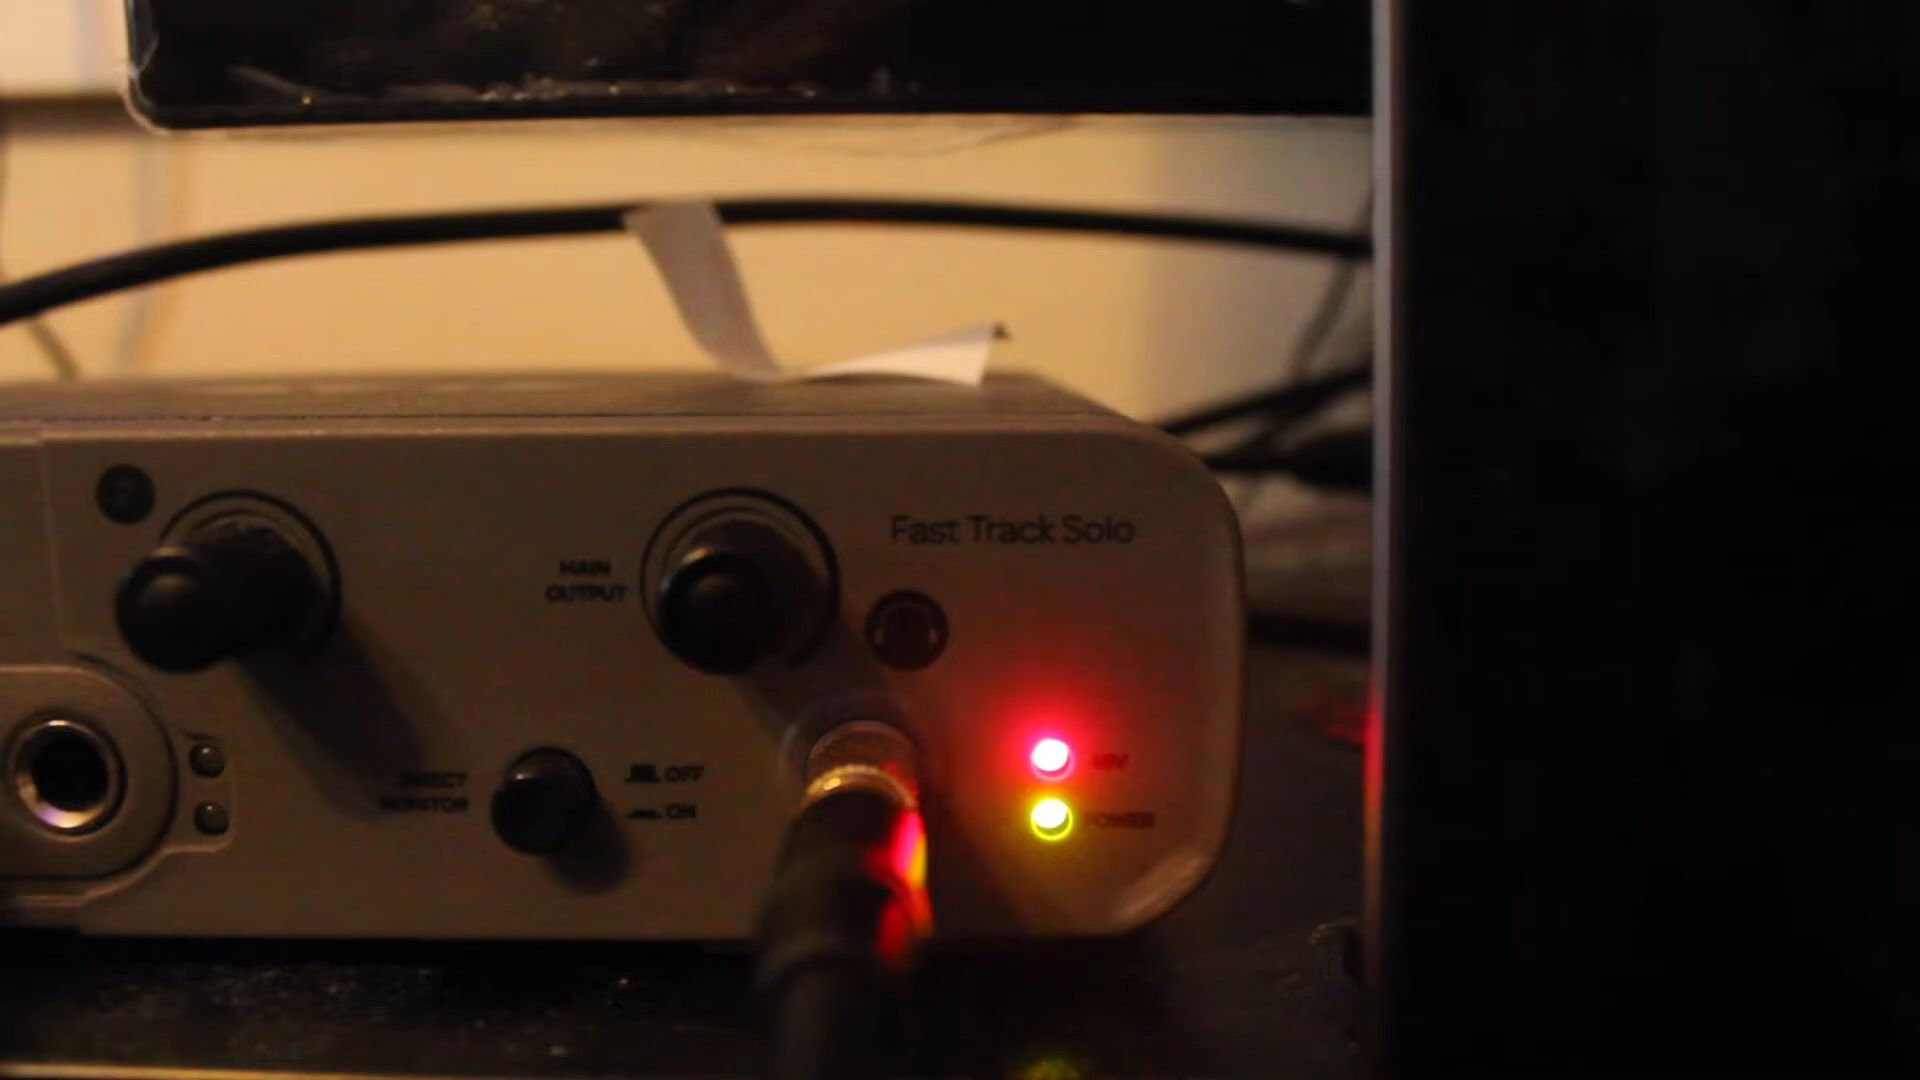 Fast Track Solo
MAIN
OUTPUT
48V
DIRECT
MONITOR
OFF
ON
POWER